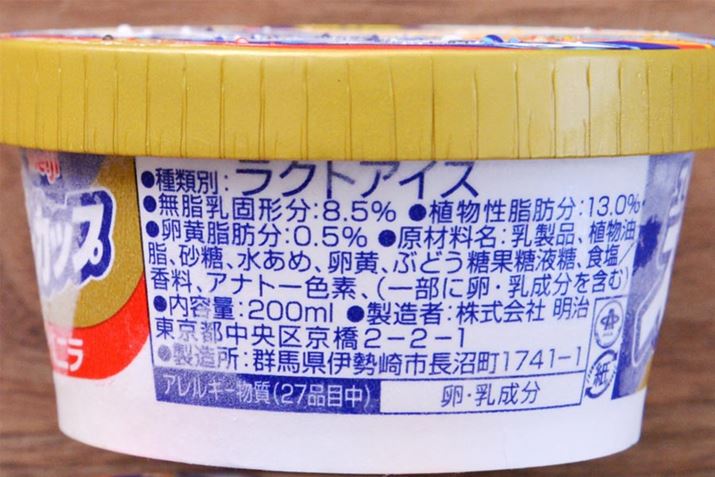 meiji
カップ
ニラ
●種類別:ラクトアイス
●無脂乳固形分:8.5% ●植物性脂肪分:13.0%
●卵黄脂肪分:0.5% ●原材料名:乳製品、植物油
脂、砂糖、水あめ、卵黄、ぶどう糖果糖液糖、食塩/
香料、アナトー色素、(一部に卵・乳成分を含む)
●内容量:200ml ●製造者:株式会社 明治
東京都中央区京橋2-2-1
●製造所:群馬県伊勢崎市長沼町1741-1
アレルギー物質(27品目中) 卵・乳成分
紙